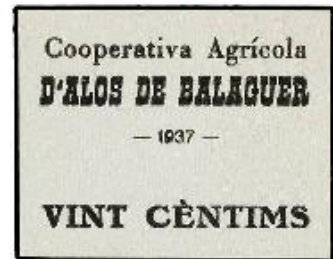 Cooperativa Agrícola
D'ALOS DE BALAGUER
— 1937 —
VINT CÈNTIMS